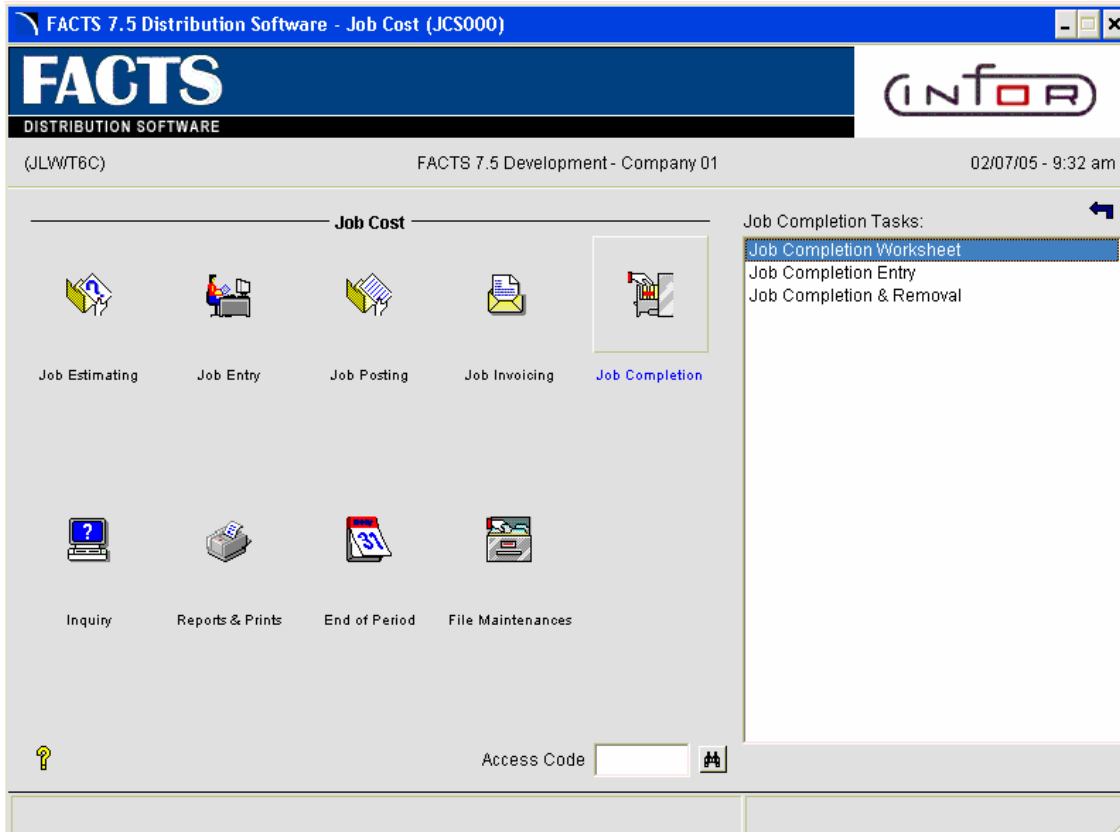 FACTS 7.5 Distribution Software - Job Cost (JCS000)
FACTS
DISTRIBUTION SOFTWARE
INFOR
(JLW/T6C)
FACTS 7.5 Development - Company 01
02/07/05 - 9:32 am
Job Cost
Job Estimating
Job Entry
Job Posting
Job Invoicing
Job Completion
?
31
Inquiry
Reports & Prints
End of Period
File Maintenances
?
Access Code
Job Completion Tasks:
Job Completion Worksheet
Job Completion Entry
Job Completion & Removal